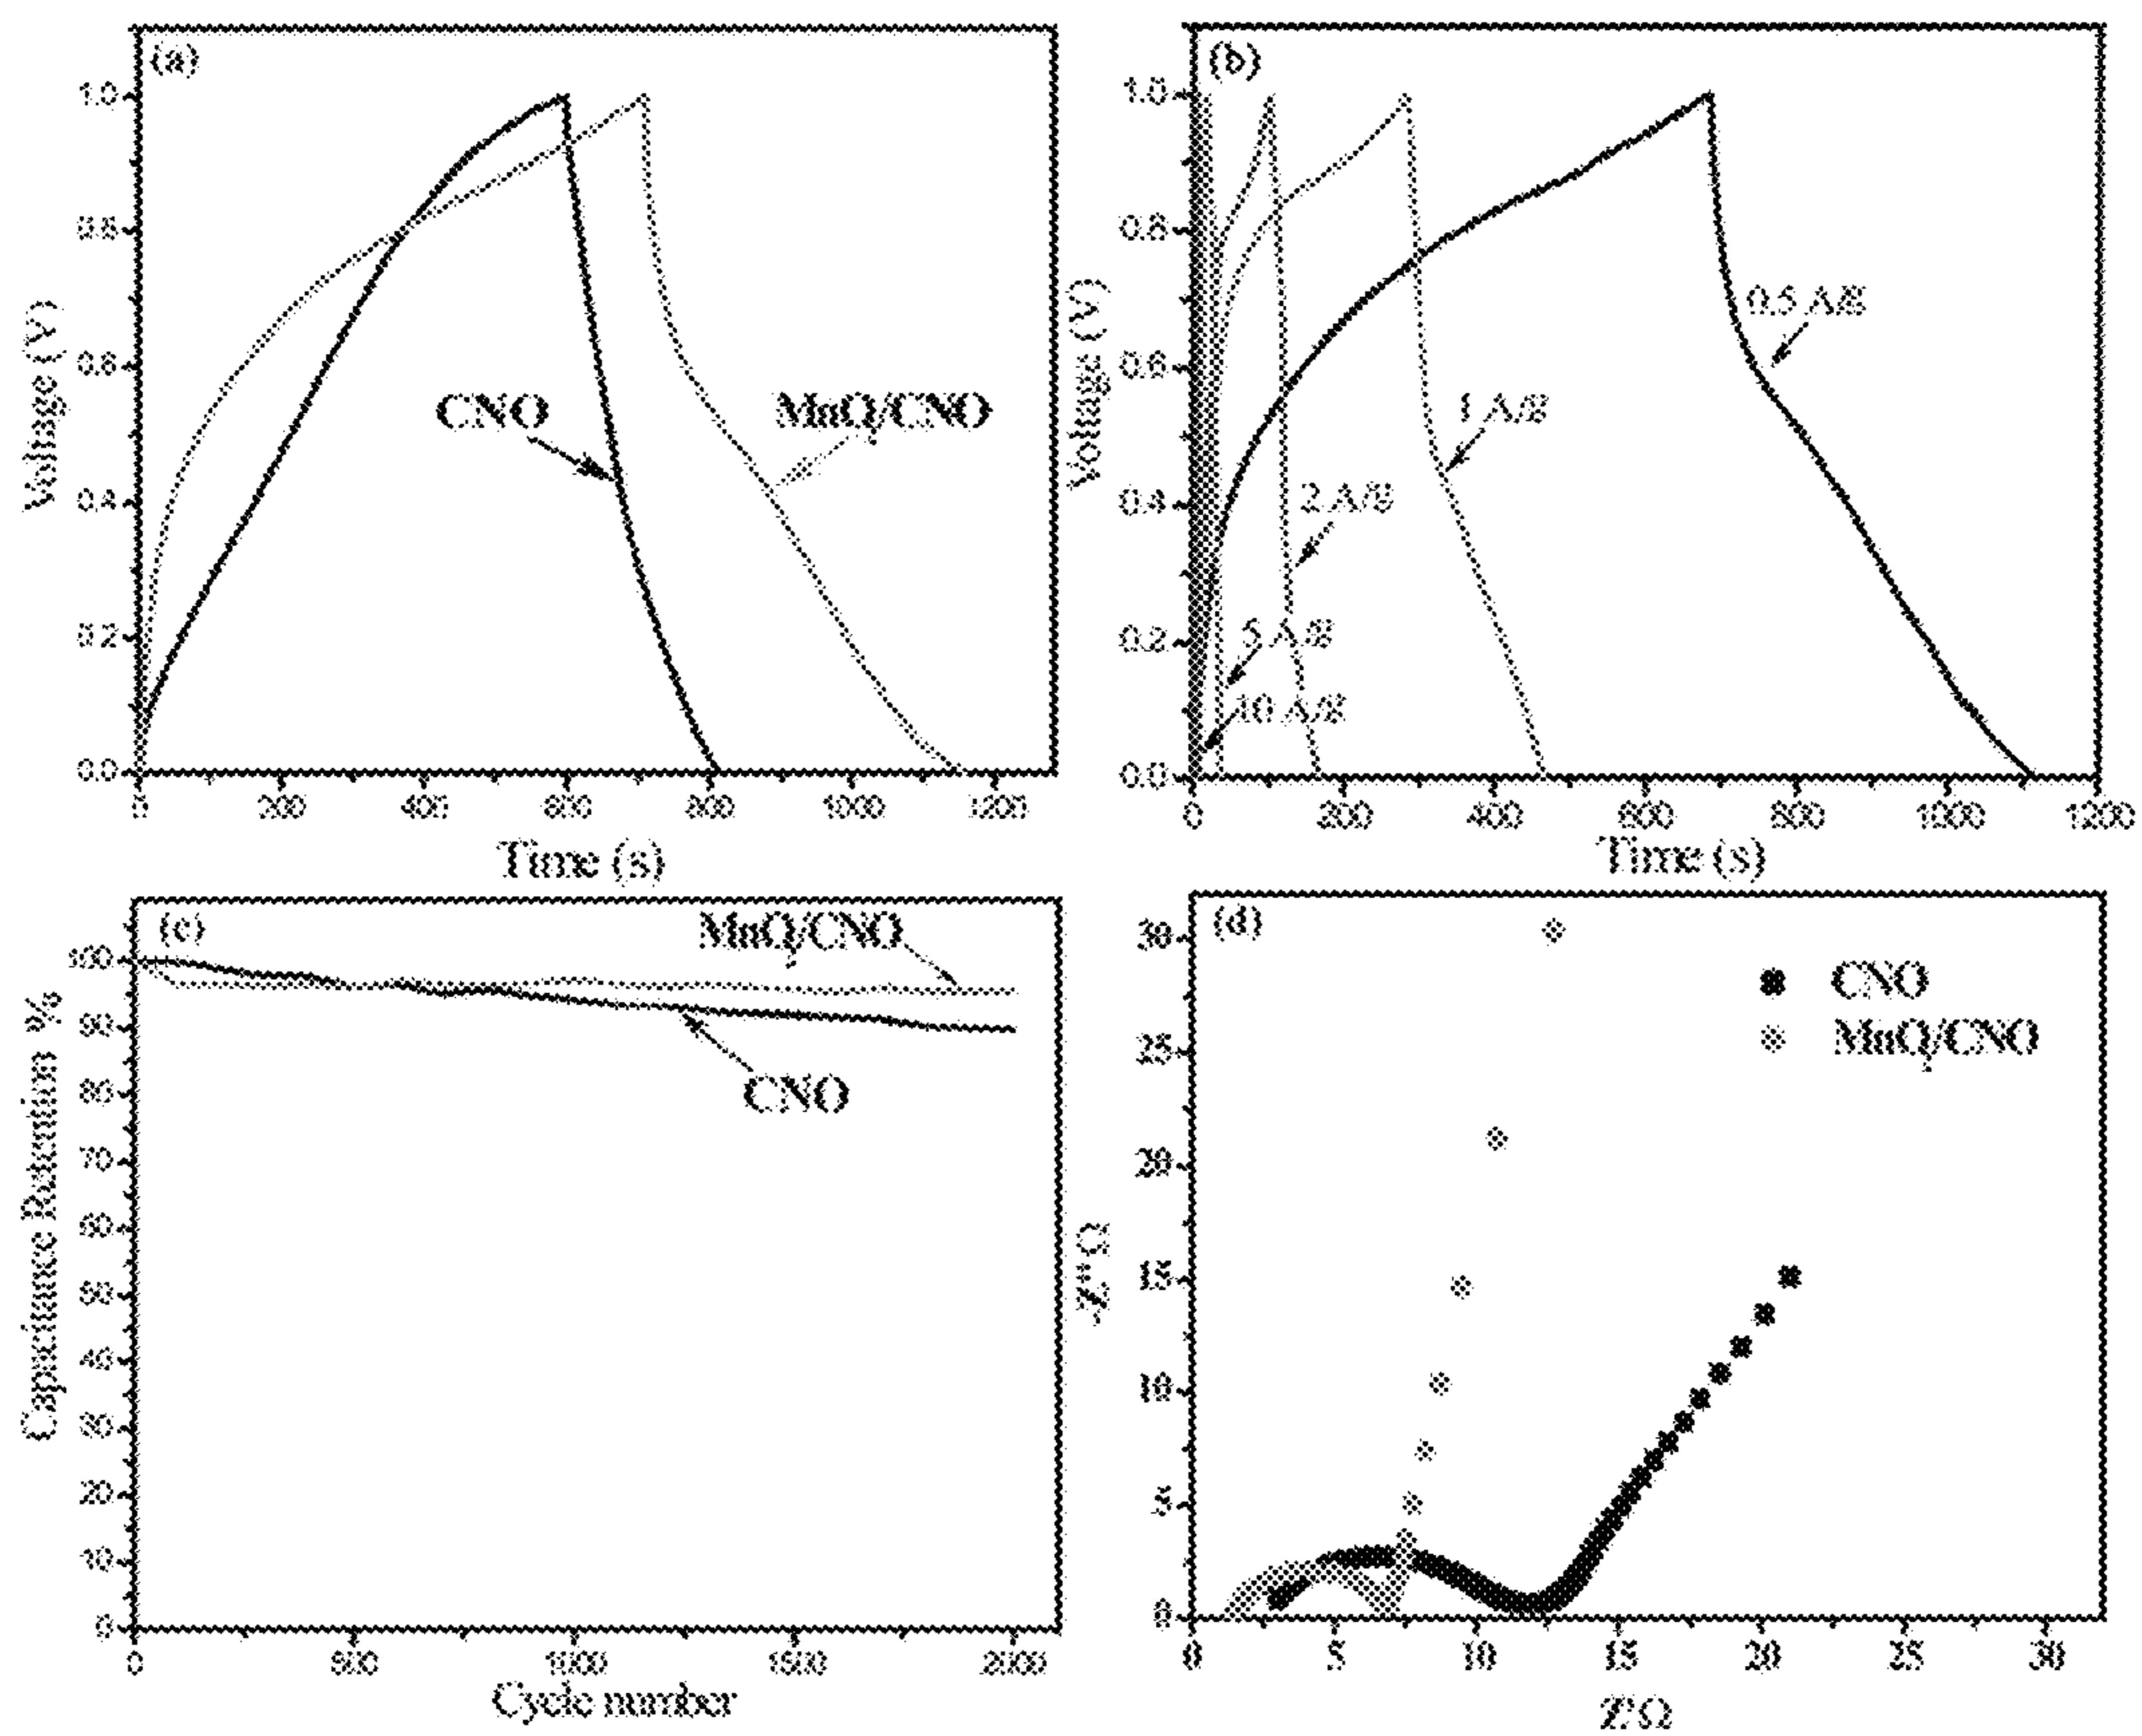 (a)
1.0
0.8
0.6
0.4
0.2
0.0
Voltage (V)
CNO
MnO₂/CNO
0 200 400 600 800 1000 1200
Time (s)
(b)
1.0
0.8
0.6
0.4
0.2
0.0
Voltage (V)
0.5 A/g
1 A/g
2 A/g
5 A/g
10 A/g
0 200 400 600 800 1000 1200
Time (s)
(c)
100
90
80
70
60
50
40
30
20
10
0
Capacitance Retention %
MnO₂/CNO
CNO
0 500 1000 1500 2000
Cycle number
(d)
30
25
20
15
10
5
0
-Z''Ω
CNO
MnO₂/CNO
0 5 10 15 20 25 30
Z'Ω